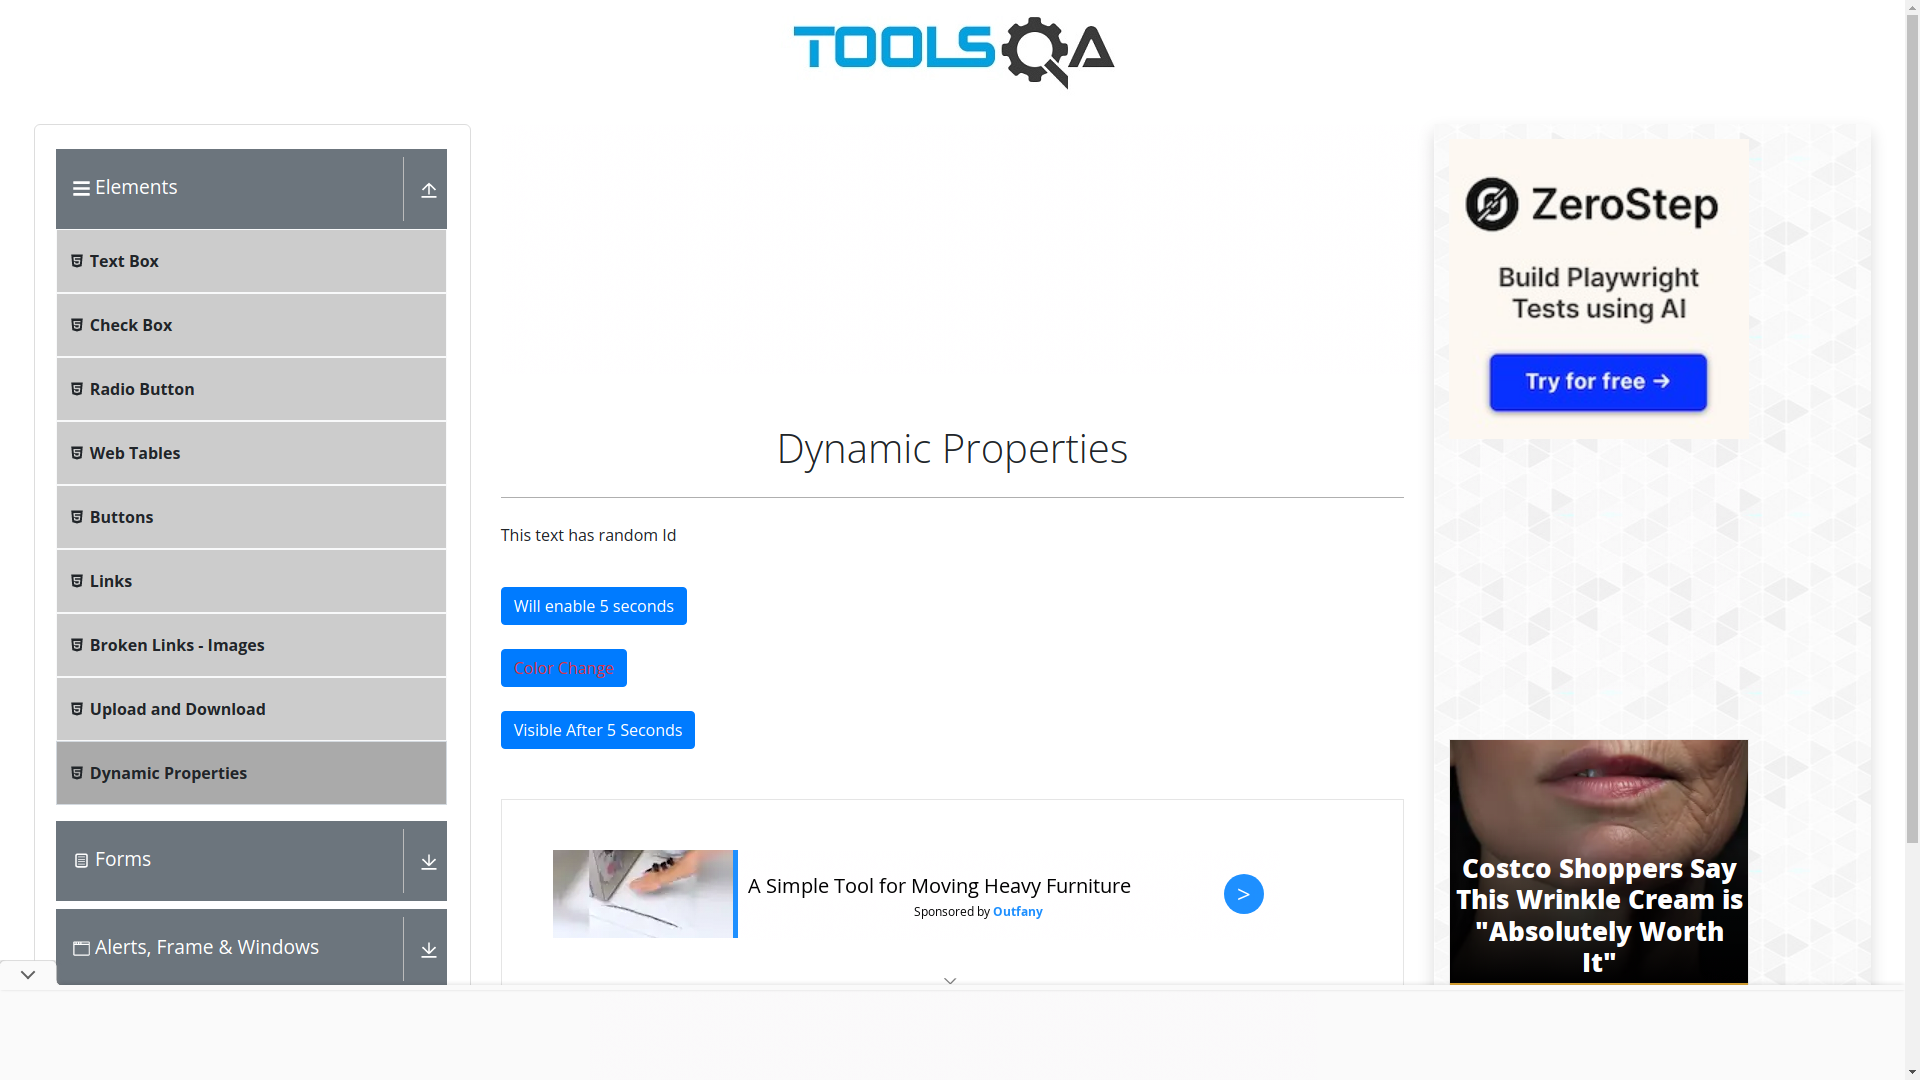 TOOLSQA
Elements
Text Box
Check Box
Radio Button
Web Tables
Buttons
Links
Broken Links - Images
Upload and Download
Dynamic Properties
Forms
Alerts, Frame & Windows
Dynamic Properties
This text has random Id
Will enable 5 seconds
Color Change
Visible After 5 Seconds
A Simple Tool for Moving Heavy Furniture
Sponsored by Outfany
>
ZeroStep
Build Playwright
Tests using AI
Try for free →
Costco Shoppers Say
This Wrinkle Cream is
"Absolutely Worth
It"